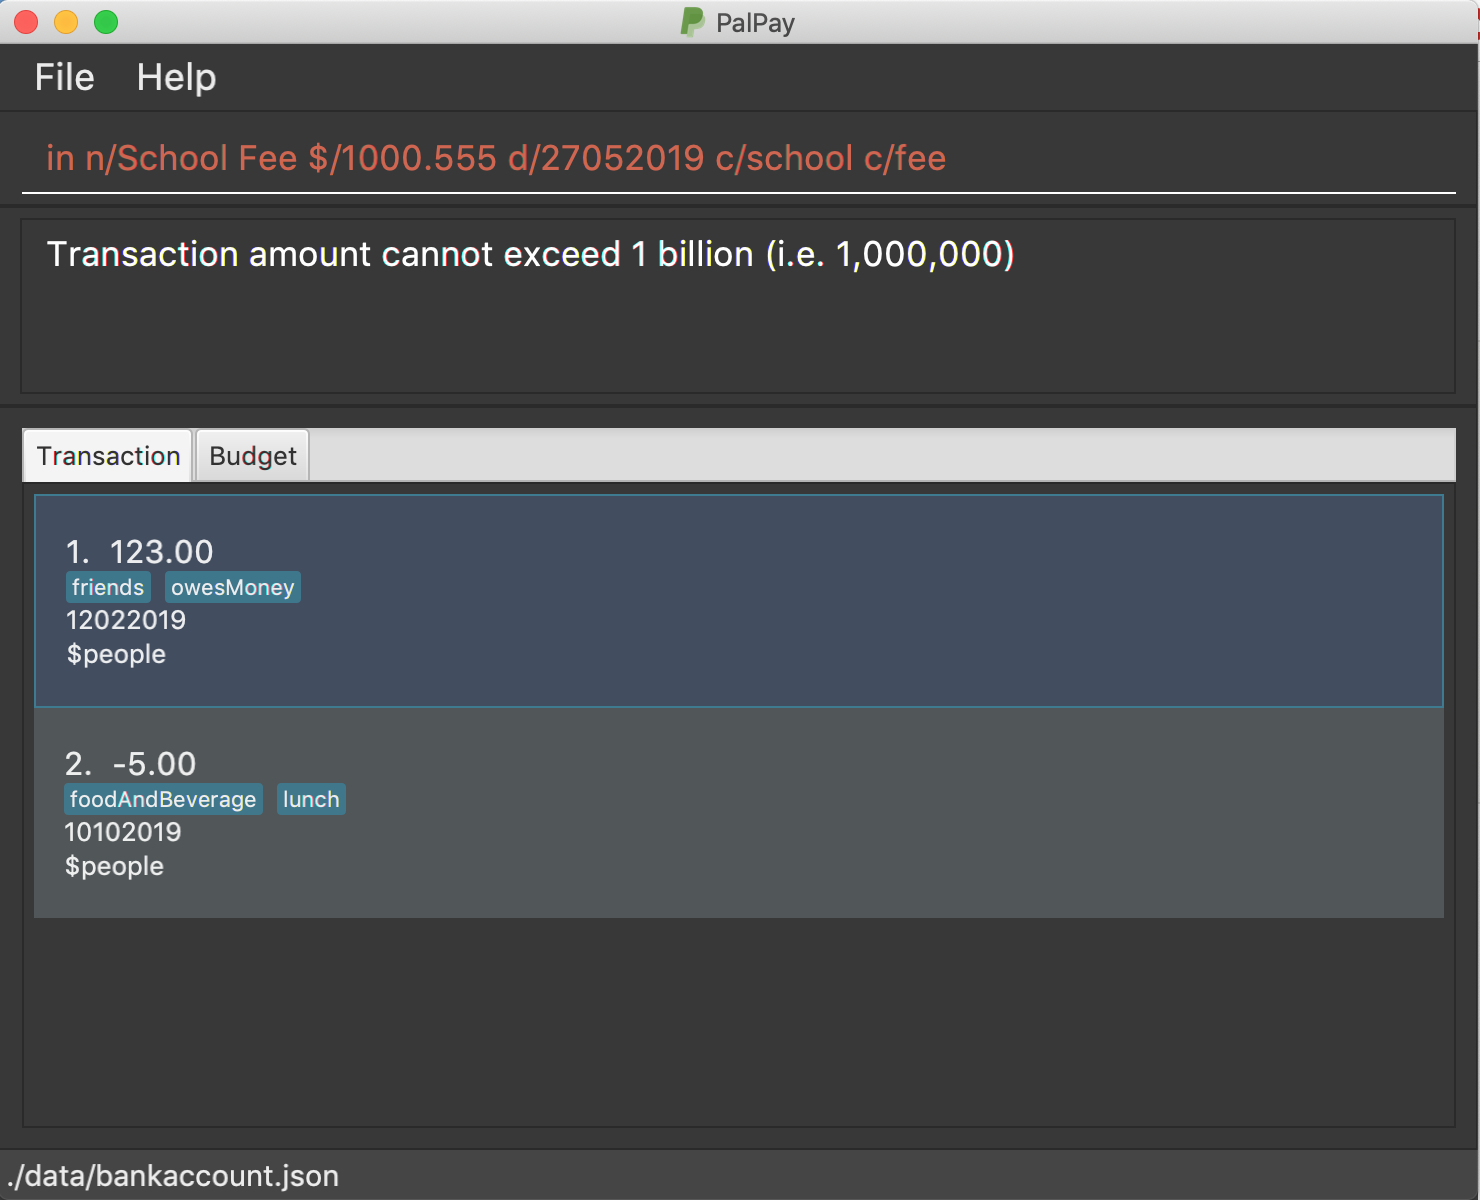 PalPay
File Help
in n/School Fee $/1000.555 d/27052019 c/school c/fee
Transaction amount cannot exceed 1 billion (i.e. 1,000,000)
Transaction Budget
1. 123.00
friends owesMoney
12022019
$people
2. -5.00
foodAndBeverage lunch
10102019
$people
./data/bankaccount.json